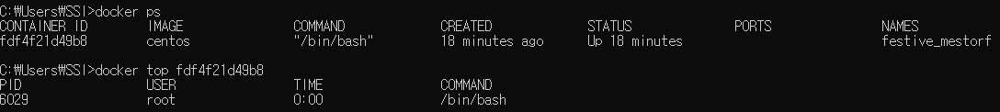 C:₩Users₩SSI>docker ps
CONTAINER ID IMAGE COMMAND CREATED STATUS PORTS NAMES
fdf4f21d49b8 centos "/bin/bash" 18 minutes ago Up 18 minutes festive_mestorf
C:₩Users₩SSI>docker top fdf4f21d49b8
PID USER TIME COMMAND
6029 root 0:00 /bin/bash